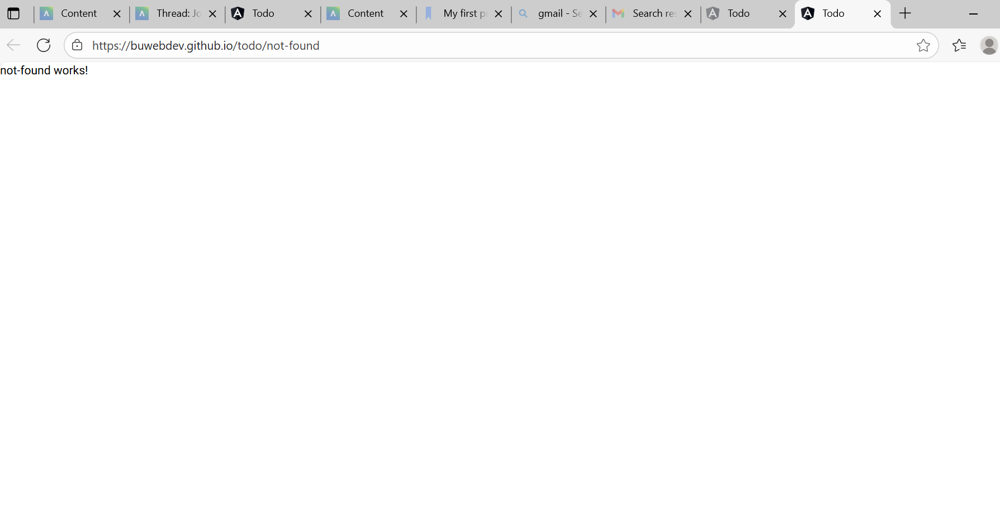 Content
Thread: Jo
Todo
Content
My first p
gmail - Se
Search res
Todo
Todo
https://buwebdev.github.io/todo/not-found
not-found works!